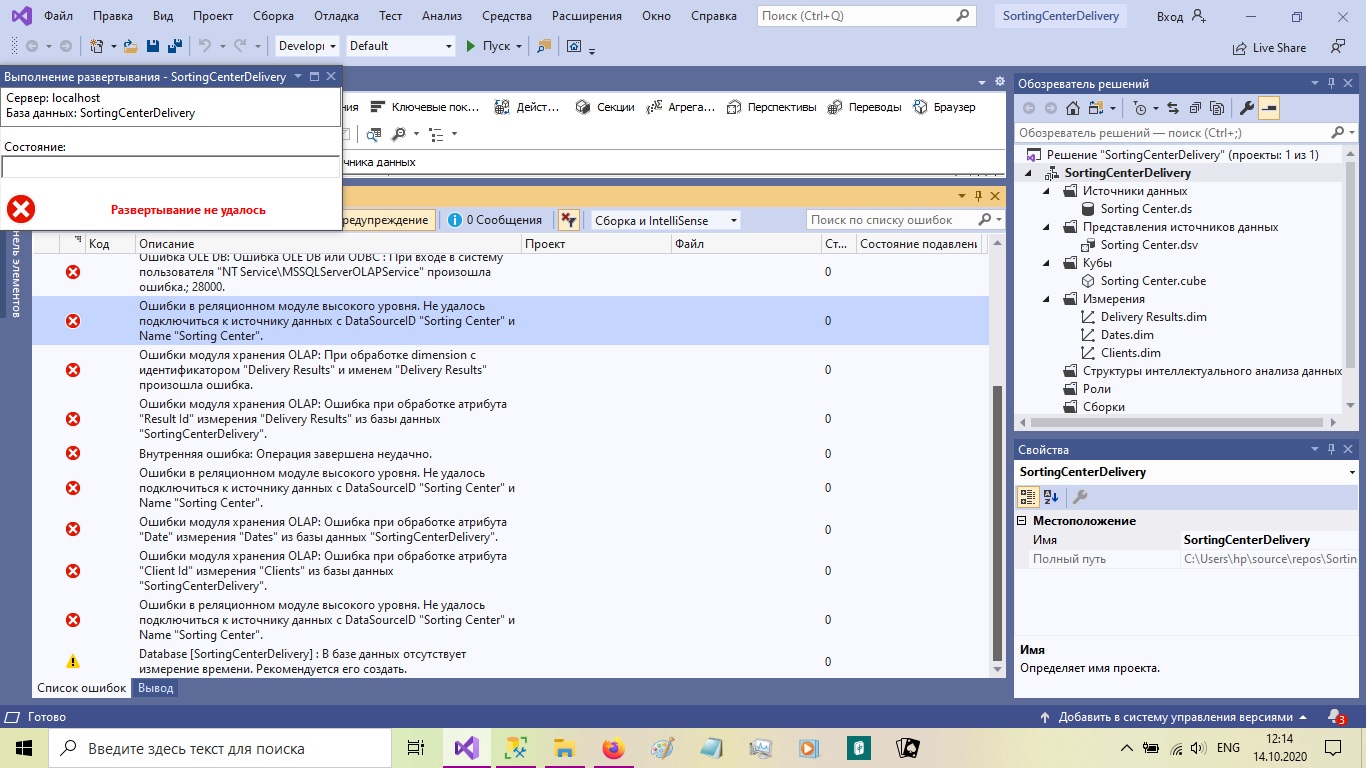 Файл Правка Вид Проект Сборка Отладка Тест Анализ Средства Расширения Окно Справка Поиск (Ctrl+Q) SortingCenterDelivery Вход
Develop Default Пуск Live Share
Выполнение развертывания - SortingCenterDelivery
Сервер: localhost
База данных: SortingCenterDelivery
Состояние:
Развертывание не удалось
ния Ключевые пок... Дейст... Секции Агрега... Перспективы Переводы Браузер
чника данных
редупреждение 0 Сообщения Сборка и IntelliSense Поиск по списку ошибок
нель элементов
Код Описание Проект Файл Ст... Состояние подавлени
Ошибка OLE DB: Ошибка OLE DB или ODBC : При входе в систему
пользователя "NT Service\MSSQLServerOLAPService" произошла
ошибка.; 28000.
0
Ошибки в реляционном модуле высокого уровня. Не удалось
подключиться к источнику данных с DataSourceID "Sorting Center" и
Name "Sorting Center".
0
Ошибки модуля хранения OLAP: При обработке dimension с
идентификатором "Delivery Results" и именем "Delivery Results"
произошла ошибка.
0
Ошибки модуля хранения OLAP: Ошибка при обработке атрибута
"Result Id" измерения "Delivery Results" из базы данных
"SortingCenterDelivery".
0
Внутренняя ошибка: Операция завершена неудачно.
0
Ошибки в реляционном модуле высокого уровня. Не удалось
подключиться к источнику данных с DataSourceID "Sorting Center" и
Name "Sorting Center".
0
Ошибки модуля хранения OLAP: Ошибка при обработке атрибута
"Date" измерения "Dates" из базы данных "SortingCenterDelivery".
0
Ошибки модуля хранения OLAP: Ошибка при обработке атрибута
"Client Id" измерения "Clients" из базы данных
"SortingCenterDelivery".
0
Ошибки в реляционном модуле высокого уровня. Не удалось
подключиться к источнику данных с DataSourceID "Sorting Center" и
Name "Sorting Center".
0
Database [SortingCenterDelivery] : В базе данных отсутствует
измерение времени. Рекомендуется его создать.
0
Список ошибок Вывод
Обозреватель решений
Обозреватель решений — поиск (Ctrl+;)
Решение "SortingCenterDelivery" (проекты: 1 из 1)
SortingCenterDelivery
Источники данных
Sorting Center.ds
Представления источников данных
Sorting Center.dsv
Кубы
Sorting Center.cube
Измерения
Delivery Results.dim
Dates.dim
Clients.dim
Структуры интеллектуального анализа данных
Роли
Сборки
Свойства
SortingCenterDelivery
Местоположение
Имя SortingCenterDelivery
Полный путь C:\Users\hp\source\repos\Sortin
Имя
Определяет имя проекта.
Готово Добавить в систему управления версиями 3
Введите здесь текст для поиска ENG 12:14
14.10.2020